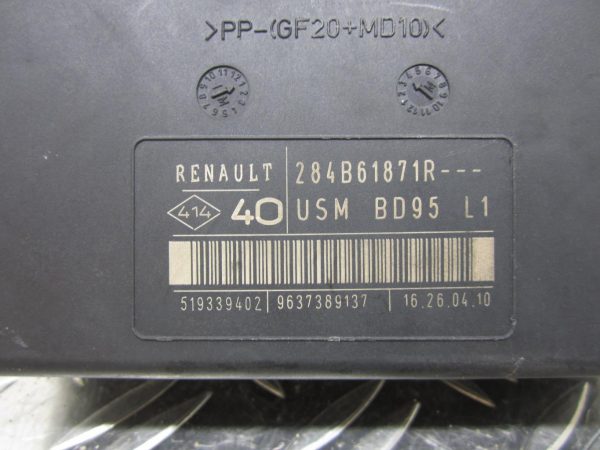 >PP-(GF20+MD10)<
RENAULT 284B61871R---
414 40 USM BD95 L1
519339402 9637389137 16.26.04.10